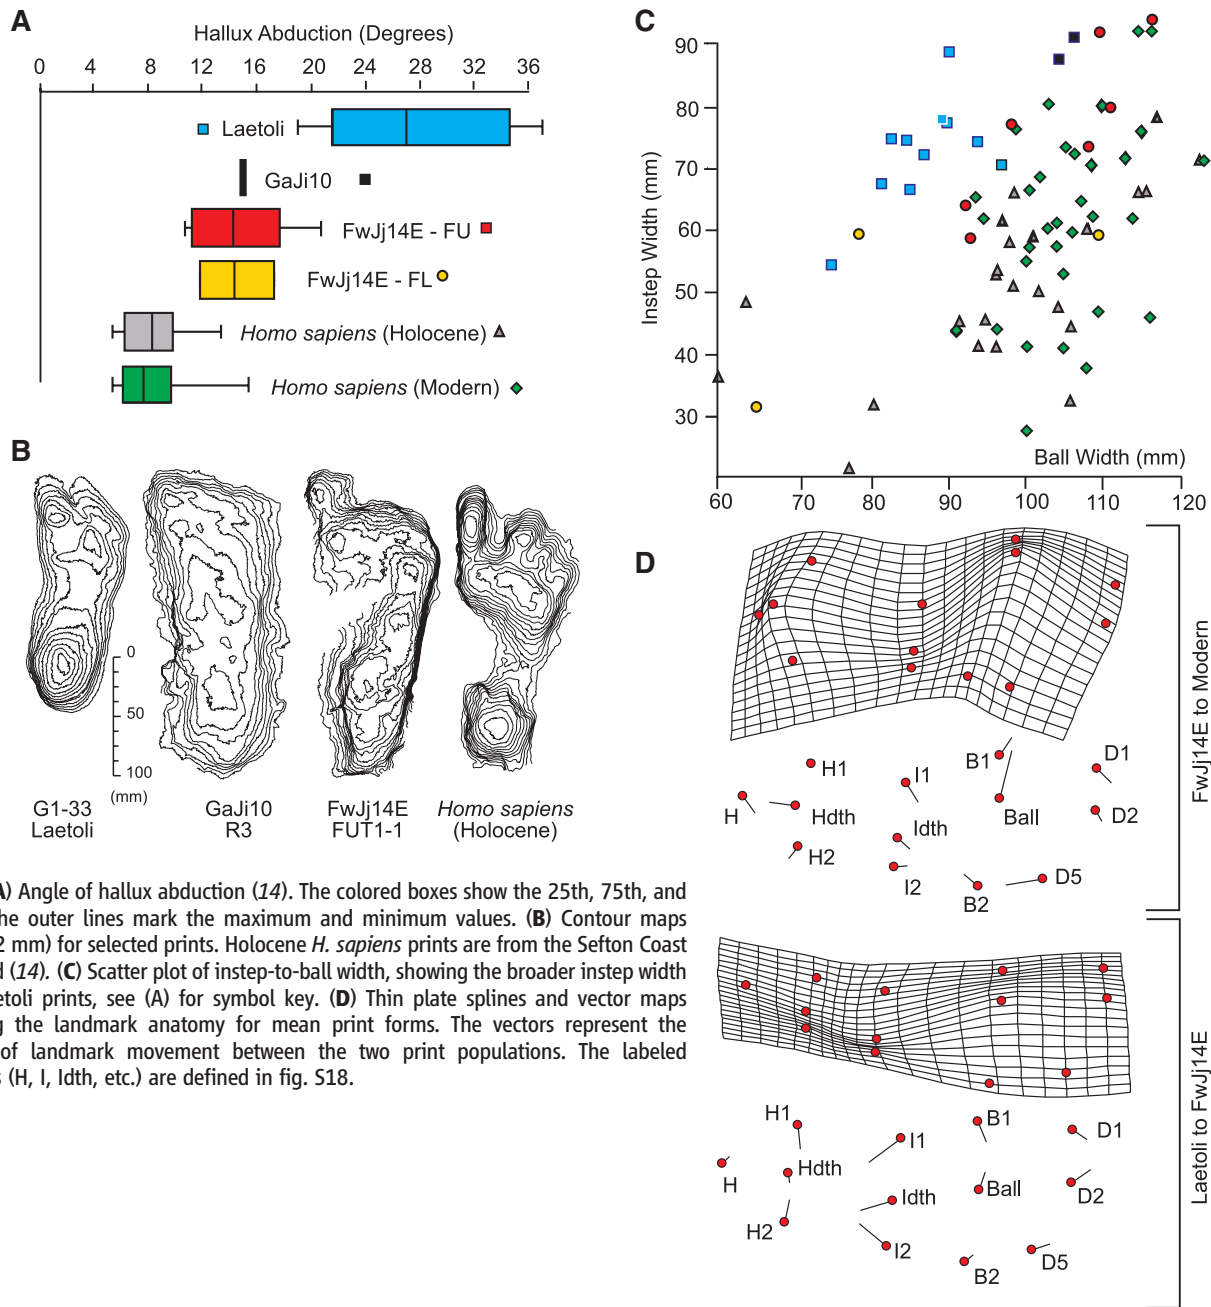 A
Hallux Abduction (Degrees)
0 4 8 12 16 20 24 28 32 36
Laetoli
GaJi10
FwJj14E - FU
FwJj14E - FL
Homo sapiens (Holocene)
Homo sapiens (Modern)
B
0
50
100
(mm)
G1-33
Laetoli
GaJi10
R3
FwJj14E
FUT1-1
Homo sapiens
(Holocene)
C
Instep Width (mm)
90
80
70
60
50
40
30
Ball Width (mm)
60 70 80 90 100 110 120
D
FwJj14E to Modern
H1
I1
B1
D1
H
Hdth
Idth
Ball
D2
H2
I2
B2
D5
Laetoli to FwJj14E
H1
I1
B1
D1
H
Hdth
Idth
Ball
D2
H2
I2
B2
D5
A) Angle of hallux abduction (14). The colored boxes show the 25th, 75th, and
he outer lines mark the maximum and minimum values. (B) Contour maps
2 mm) for selected prints. Holocene H. sapiens prints are from the Sefton Coast
d (14). (C) Scatter plot of instep-to-ball width, showing the broader instep width
etoli prints, see (A) for symbol key. (D) Thin plate splines and vector maps
g the landmark anatomy for mean print forms. The vectors represent the
of landmark movement between the two print populations. The labeled
s (H, I, Idth, etc.) are defined in fig. S18.